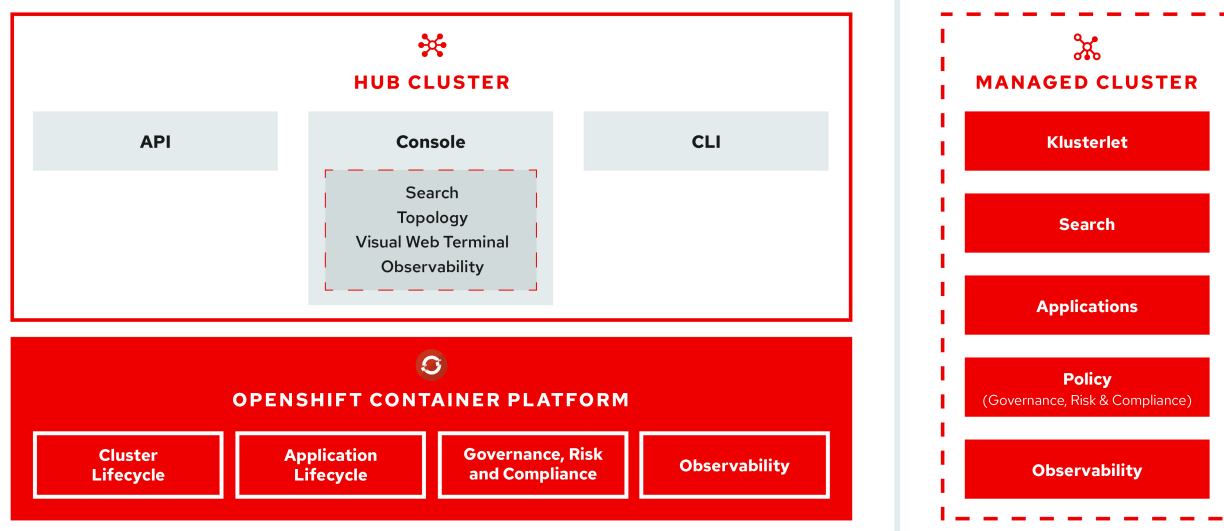 HUB CLUSTER
API
Console
Search
Topology
Visual Web Terminal
Observability
CLI
OPENSHIFT CONTAINER PLATFORM
Cluster
Lifecycle
Application
Lifecycle
Governance, Risk
and Compliance
Observability
MANAGED CLUSTER
Klusterlet
Search
Applications
Policy
(Governance, Risk & Compliance)
Observability